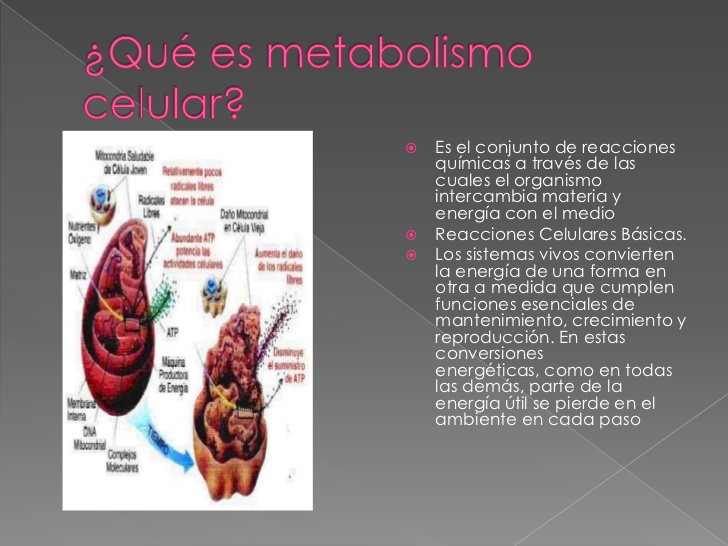 ¿Qué es metabolismo
celular?
Mitocondria Saludable
de Célula Joven
Relativamente pocos
radicales libres
atacan la célula
Radicales
Libres
Daño Mitocondrial
en Célula Vieja
Nutrientes y
Oxígeno
Abundante ATP
potencia las
actividades celulares
Aumenta el daño
de los radicales
libres
Matriz
ATP
Máquina
Productora
de Energía
Disminuye
el suministro
de ATP
Membrana
Interna
DNA
Mitocondrial
Complejos
Moleculares
TIEMPO
Es el conjunto de reacciones
químicas a través de las
cuales el organismo
intercambia materia y
energía con el medio
Reacciones Celulares Básicas.
Los sistemas vivos convierten
la energía de una forma en
otra a medida que cumplen
funciones esenciales de
mantenimiento, crecimiento y
reproducción. En estas
conversiones
energéticas, como en todas
las demás, parte de la
energía útil se pierde en el
ambiente en cada paso